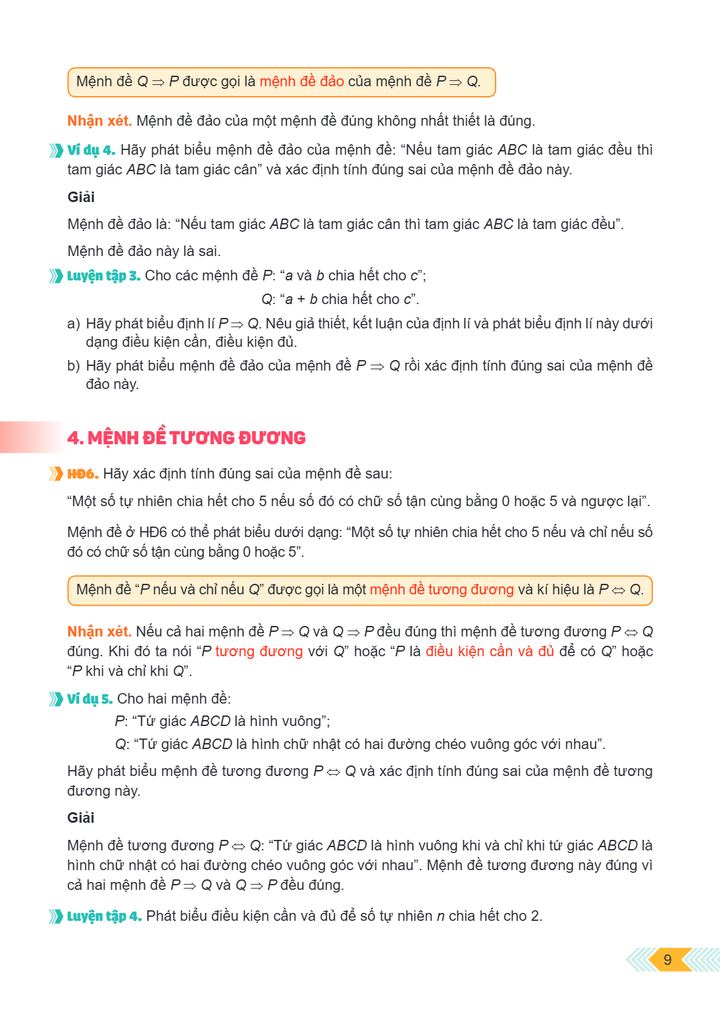 Mệnh đề Q ⇒ P được gọi là mệnh đề đảo của mệnh đề P ⇒ Q.
Nhận xét. Mệnh đề đảo của một mệnh đề đúng không nhất thiết là đúng.
Ví dụ 4. Hãy phát biểu mệnh đề đảo của mệnh đề: “Nếu tam giác ABC là tam giác đều thì
tam giác ABC là tam giác cân” và xác định tính đúng sai của mệnh đề đảo này.
Giải
Mệnh đề đảo là: “Nếu tam giác ABC là tam giác cân thì tam giác ABC là tam giác đều”.
Mệnh đề đảo này là sai.
Luyện tập 3. Cho các mệnh đề P: “a và b chia hết cho c”;
Q: “a + b chia hết cho c”.
a) Hãy phát biểu định lí P ⇒ Q. Nêu giả thiết, kết luận của định lí và phát biểu định lí này dưới
dạng điều kiện cần, điều kiện đủ.
b) Hãy phát biểu mệnh đề đảo của mệnh đề P ⇒ Q rồi xác định tính đúng sai của mệnh đề
đảo này.
4. MỆNH ĐỀ TƯƠNG ĐƯƠNG
HĐ6. Hãy xác định tính đúng sai của mệnh đề sau:
“Một số tự nhiên chia hết cho 5 nếu số đó có chữ số tận cùng bằng 0 hoặc 5 và ngược lại”.
Mệnh đề ở HĐ6 có thể phát biểu dưới dạng: “Một số tự nhiên chia hết cho 5 nếu và chỉ nếu số
đó có chữ số tận cùng bằng 0 hoặc 5”.
Mệnh đề “P nếu và chỉ nếu Q” được gọi là một mệnh đề tương đương và kí hiệu là P ⇔ Q.
Nhận xét. Nếu cả hai mệnh đề P ⇒ Q và Q ⇒ P đều đúng thì mệnh đề tương đương P ⇔ Q
đúng. Khi đó ta nói “P tương đương với Q” hoặc “P là điều kiện cần và đủ để có Q” hoặc
“P khi và chỉ khi Q”.
Ví dụ 5. Cho hai mệnh đề:
P: “Tứ giác ABCD là hình vuông”;
Q: “Tứ giác ABCD là hình chữ nhật có hai đường chéo vuông góc với nhau”.
Hãy phát biểu mệnh đề tương đương P ⇔ Q và xác định tính đúng sai của mệnh đề tương
đương này.
Giải
Mệnh đề tương đương P ⇔ Q: “Tứ giác ABCD là hình vuông khi và chỉ khi tứ giác ABCD là
hình chữ nhật có hai đường chéo vuông góc với nhau”. Mệnh đề tương đương này đúng vì
cả hai mệnh đề P ⇒ Q và Q ⇒ P đều đúng.
Luyện tập 4. Phát biểu điều kiện cần và đủ để số tự nhiên n chia hết cho 2.
9